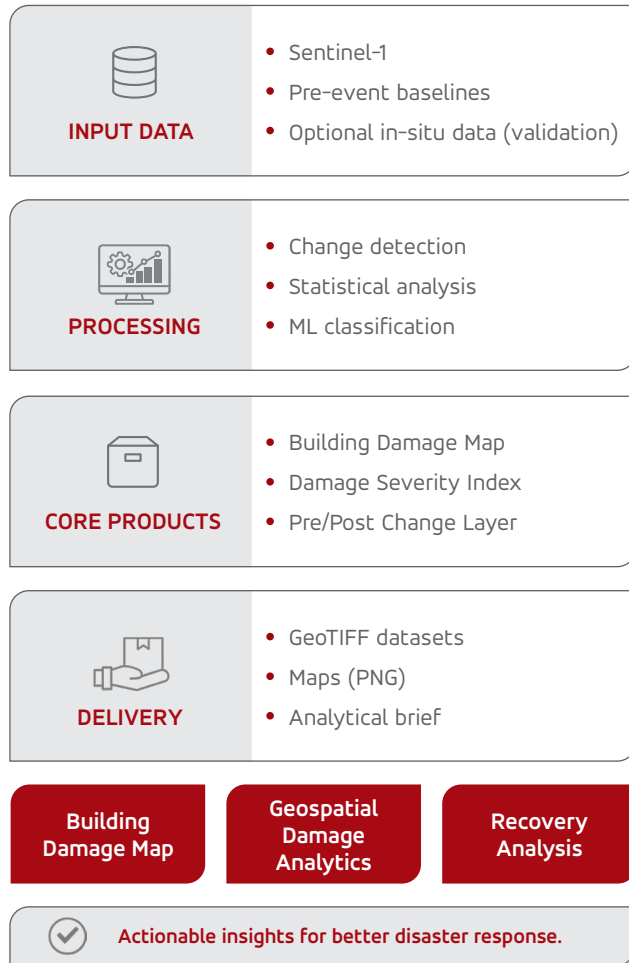 INPUT DATA
• Sentinel-1
• Pre-event baselines
• Optional in-situ data (validation)
PROCESSING
• Change detection
• Statistical analysis
• ML classification
CORE PRODUCTS
• Building Damage Map
• Damage Severity Index
• Pre/Post Change Layer
DELIVERY
• GeoTIFF datasets
• Maps (PNG)
• Analytical brief
Building
Damage Map
Geospatial
Damage
Analytics
Recovery
Analysis
Actionable insights for better disaster response.